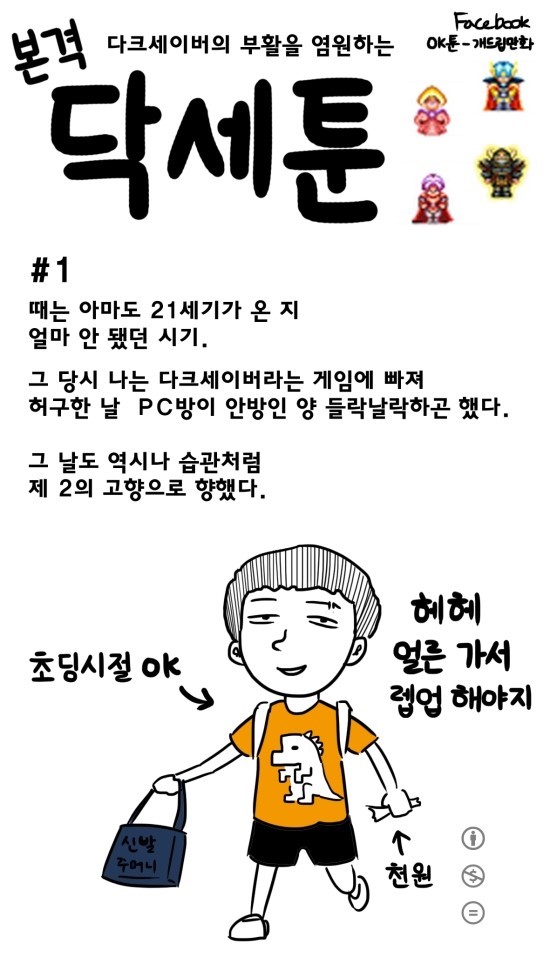 본격
다크세이버의 부활을 염원하는
Facebook
OK툰-개드립만화
닥세툰
#1
때는 아마도 21세기가 온 지
얼마 안 됐던 시기.
그 당시 나는 다크세이버라는 게임에 빠져
허구한 날 PC방이 안방인 양 들락날락하곤 했다.
그 날도 역시나 습관처럼
제 2의 고향으로 향했다.
헤헤
얼른 가서
렙업 해야지
초딩시절 OK
신발
주머니
천원